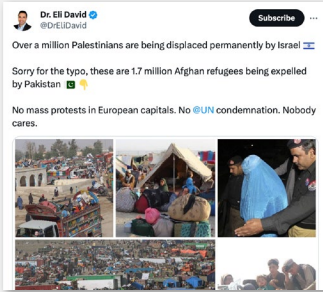 Dr. Eli David
@DrEliDavid
Subscribe
Over a million Palestinians are being displaced permanently by Israel 🇮🇱
Sorry for the typo, these are 1.7 million Afghan refugees being expelled
by Pakistan 🇵🇰 👇
No mass protests in European capitals. No @UN condemnation. Nobody
cares.